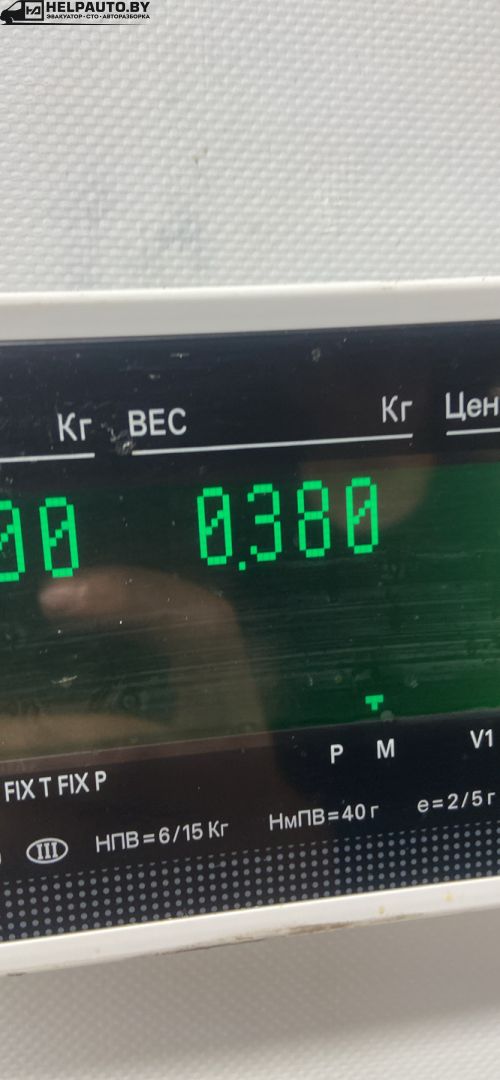 HELPAUTO.BY
ЭВАКУАТОР · СТО · АВТОРАЗБОРКА
Кг ВЕС Кг Цен
00 0.380
P M V1
FIX T FIX P
III НПВ=6/15 Кг НмПВ=40 г e=2/5 г